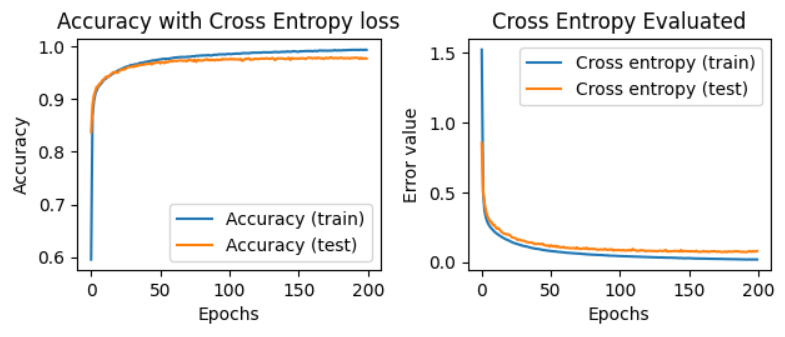 Accuracy with Cross Entropy loss
1.0
0.9
0.8
0.7
0.6
Accuracy
Accuracy (train)
Accuracy (test)
0 50 100 150 200
Epochs
Cross Entropy Evaluated
1.5
1.0
0.5
0.0
Error value
Cross entropy (train)
Cross entropy (test)
0 50 100 150 200
Epochs